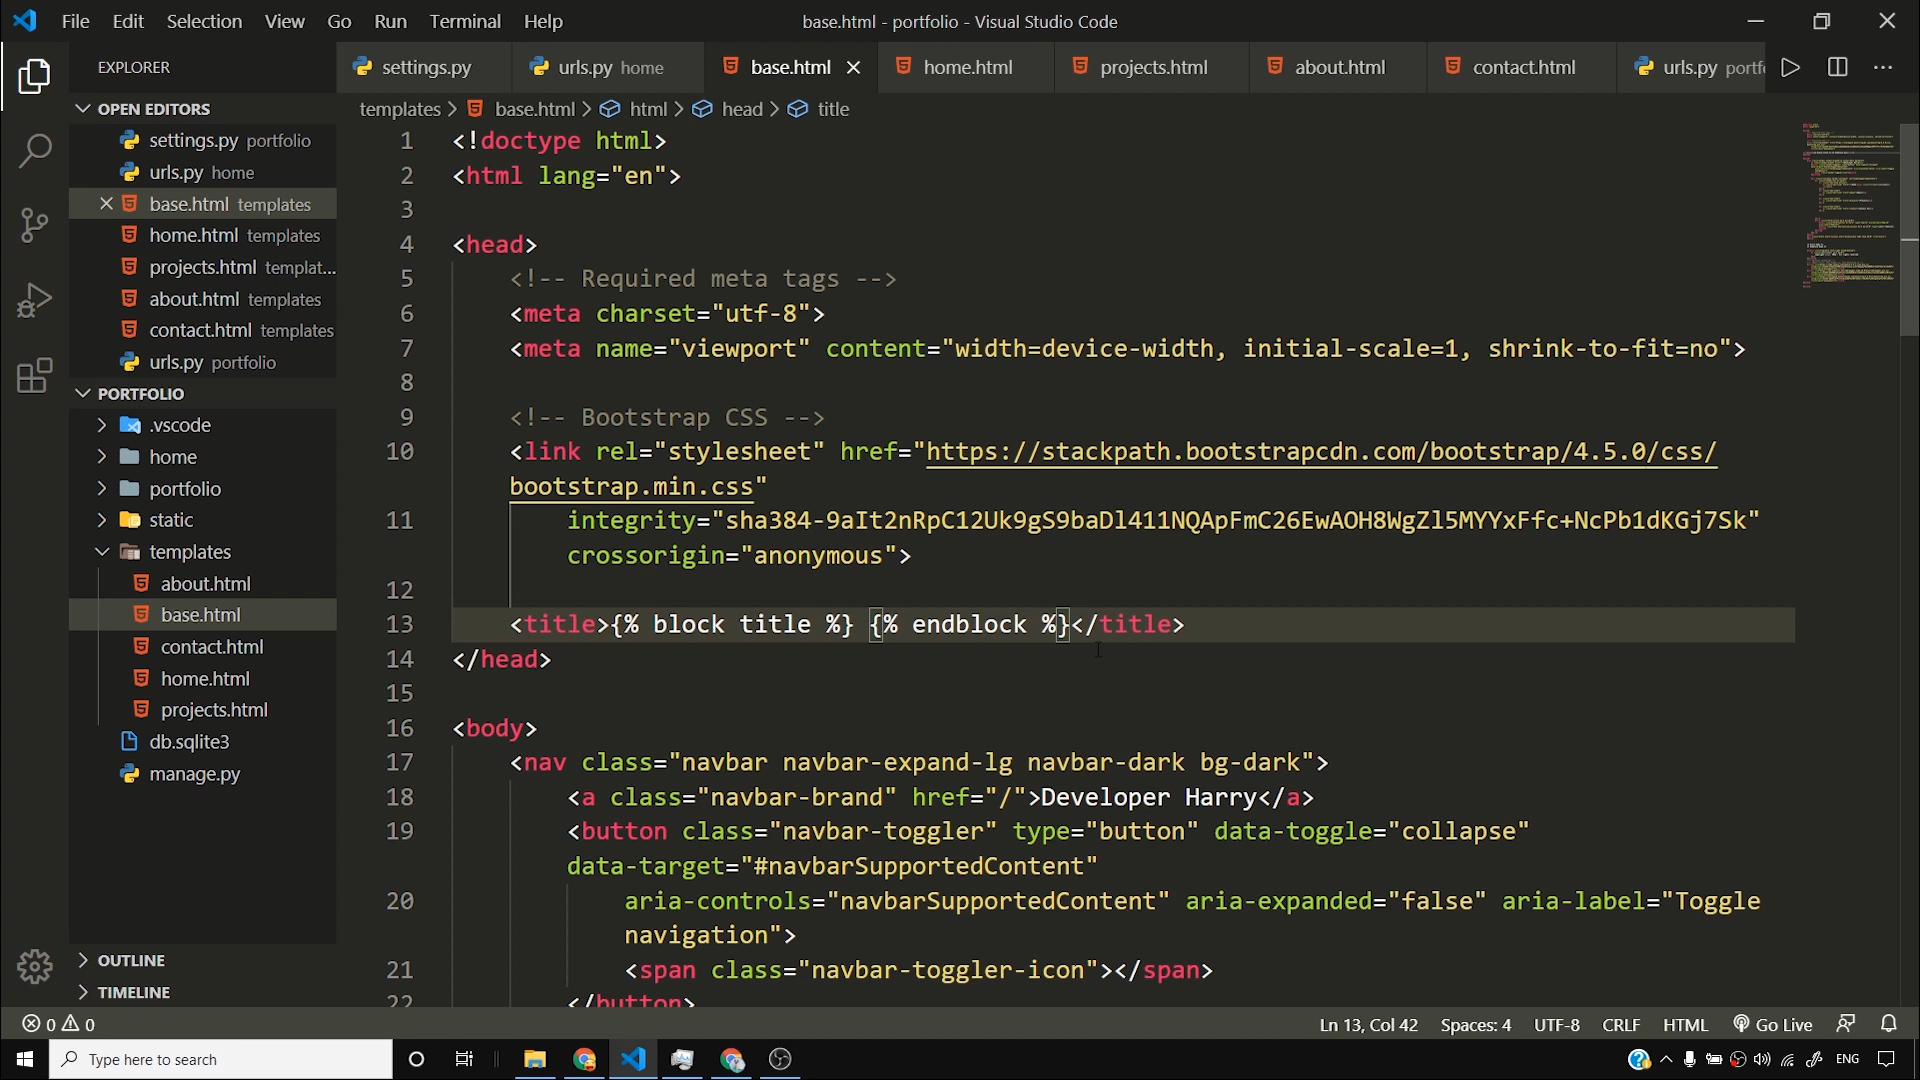 File Edit Selection View Go Run Terminal Help
base.html - portfolio - Visual Studio Code
EXPLORER
settings.py
urls.py home
base.html
home.html
projects.html
about.html
contact.html
urls.py portfo
OPEN EDITORS
settings.py portfolio
urls.py home
base.html templates
home.html templates
projects.html templat...
about.html templates
contact.html templates
urls.py portfolio
PORTFOLIO
.vscode
home
portfolio
static
templates
about.html
base.html
contact.html
home.html
projects.html
db.sqlite3
manage.py
OUTLINE
TIMELINE
templates > base.html > html > head > title
1 <!doctype html>
2 <html lang="en">
3
4 <head>
5 <!-- Required meta tags -->
6 <meta charset="utf-8">
7 <meta name="viewport" content="width=device-width, initial-scale=1, shrink-to-fit=no">
8
9 <!-- Bootstrap CSS -->
10 <link rel="stylesheet" href="https://stackpath.bootstrapcdn.com/bootstrap/4.5.0/css/
bootstrap.min.css"
11 integrity="sha384-9aIt2nRpC12Uk9gS9baDl411NQApFmC26EwAOH8WgZl5MYYxFfc+NcPb1dKGj7Sk"
crossorigin="anonymous">
12
13 <title>{% block title %} {% endblock %}</title>
14 </head>
15
16 <body>
17 <nav class="navbar navbar-expand-lg navbar-dark bg-dark">
18 <a class="navbar-brand" href="/">Developer Harry</a>
19 <button class="navbar-toggler" type="button" data-toggle="collapse"
data-target="#navbarSupportedContent"
20 aria-controls="navbarSupportedContent" aria-expanded="false" aria-label="Toggle
navigation">
21 <span class="navbar-toggler-icon"></span>
22 </button>
0 0
Ln 13, Col 42 Spaces: 4 UTF-8 CRLF HTML Go Live
Type here to search
ENG